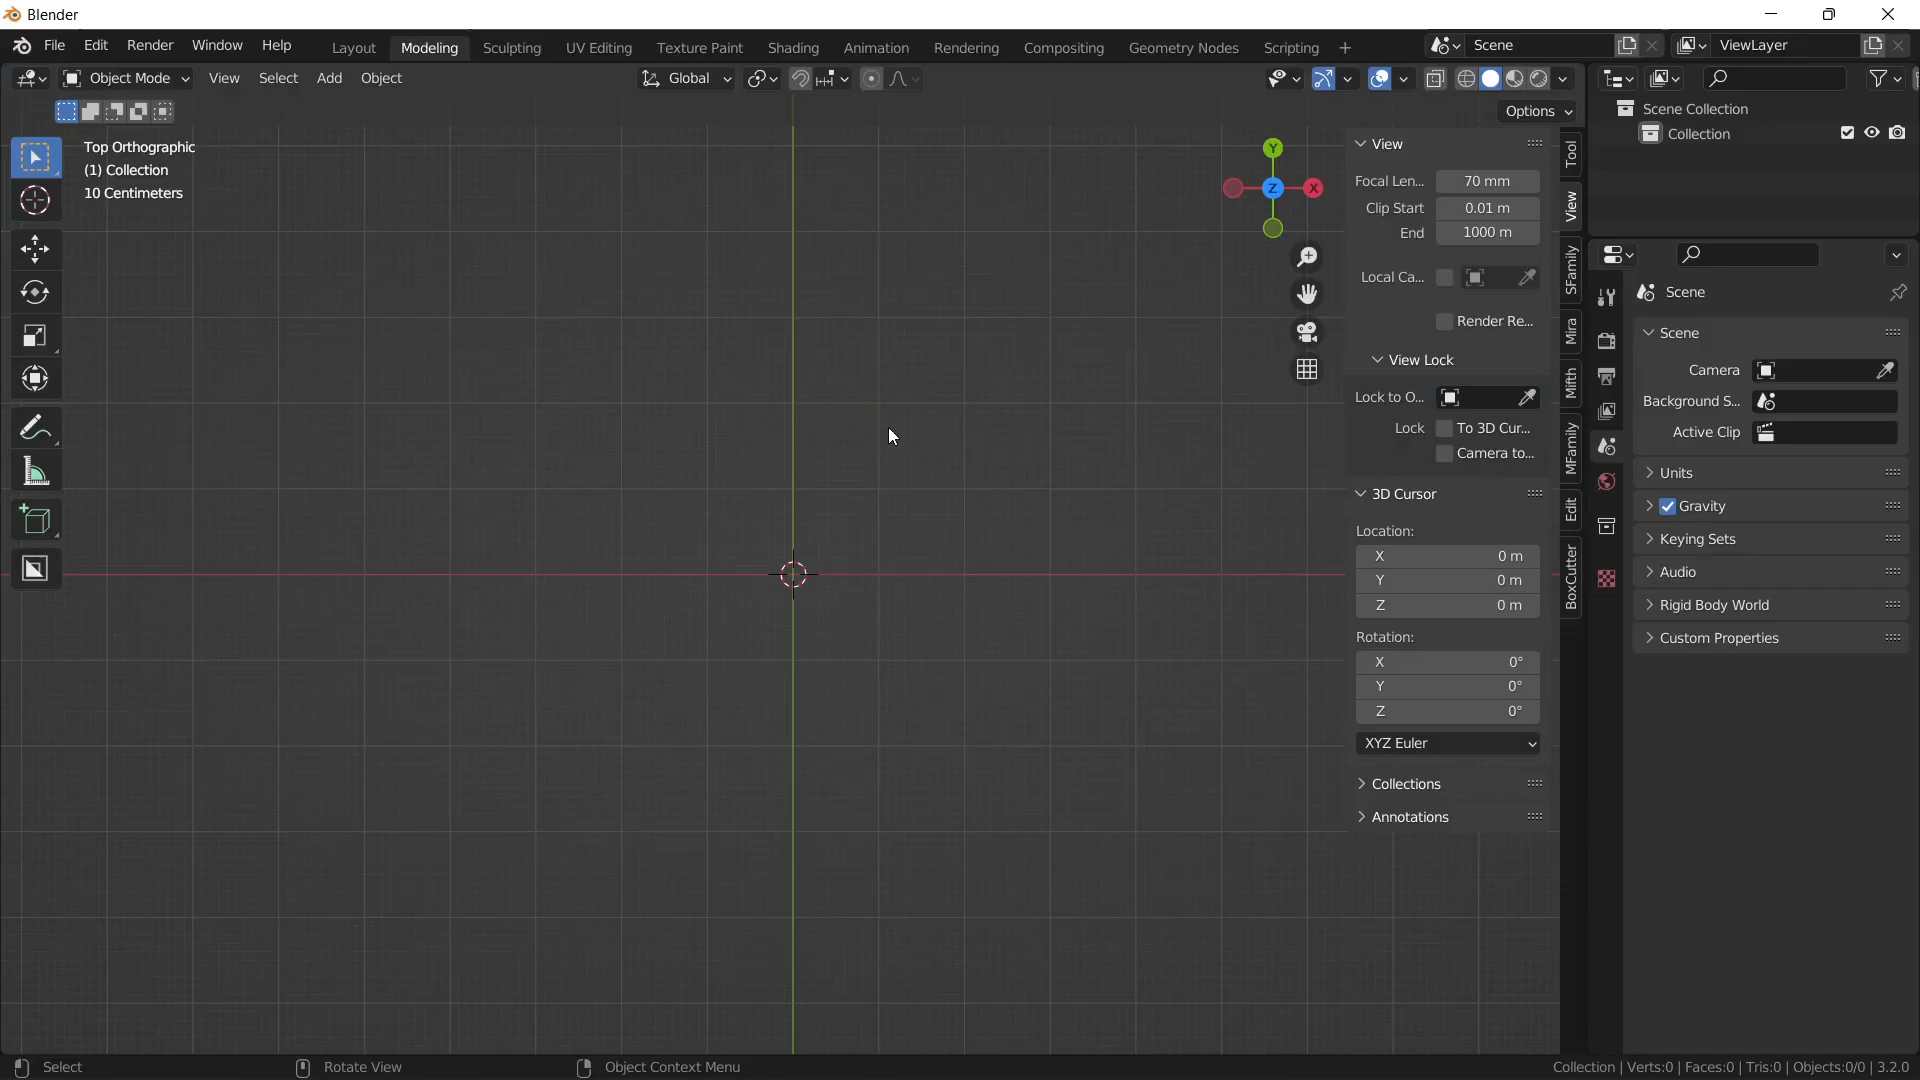 Blender
File Edit Render Window Help Layout Modeling Sculpting UV Editing Texture Paint Shading Animation Rendering Compositing Geometry Nodes Scripting + Scene ViewLayer
Object Mode View Select Add Object Global
Options
Top Orthographic
(1) Collection
10 Centimeters
Y
Z
X
View
Focal Len... 70 mm
Clip Start 0.01 m
End 1000 m
Local Ca...
Render Re...
View Lock
Lock to O...
Lock To 3D Cur...
Camera to...
3D Cursor
Location:
X 0 m
Y 0 m
Z 0 m
Rotation:
X 0°
Y 0°
Z 0°
XYZ Euler
Collections
Annotations
Tool
View
SFamily
Mira
Mifth
MFamily
Edit
BoxCutter
Scene Collection
Collection
Scene
Scene
Camera
Background S...
Active Clip
Units
Gravity
Keying Sets
Audio
Rigid Body World
Custom Properties
Select Rotate View Object Context Menu Collection | Verts:0 | Faces:0 | Tris:0 | Objects:0/0 | 3.2.0